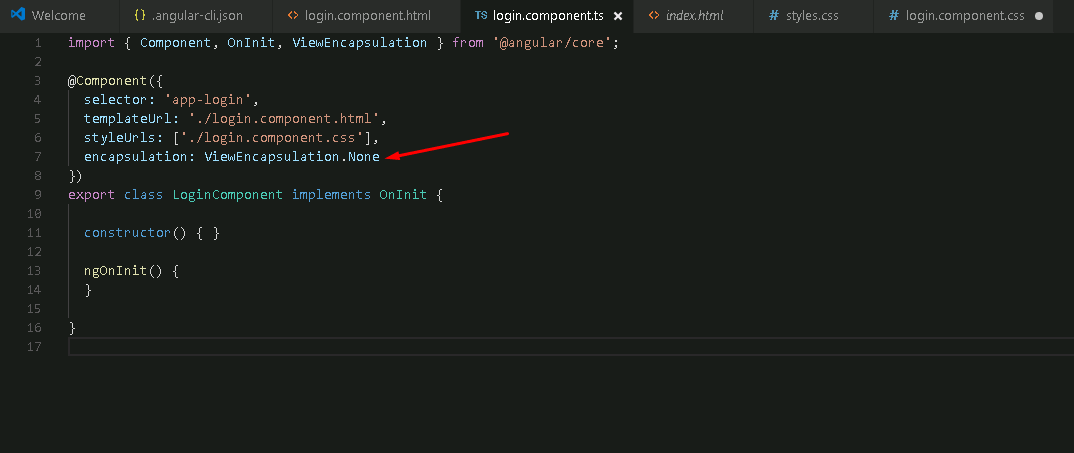 Welcome {} .angular-cli.json <> login.component.html TS login.component.ts × <> index.html # styles.css # login.component.css ●
1 import { Component, OnInit, ViewEncapsulation } from '@angular/core';
2
3 @Component({
4 selector: 'app-login',
5 templateUrl: './login.component.html',
6 styleUrls: ['./login.component.css'],
7 encapsulation: ViewEncapsulation.None
8 })
9 export class LoginComponent implements OnInit {
10
11 constructor() { }
12
13 ngOnInit() {
14 }
15
16 }
17